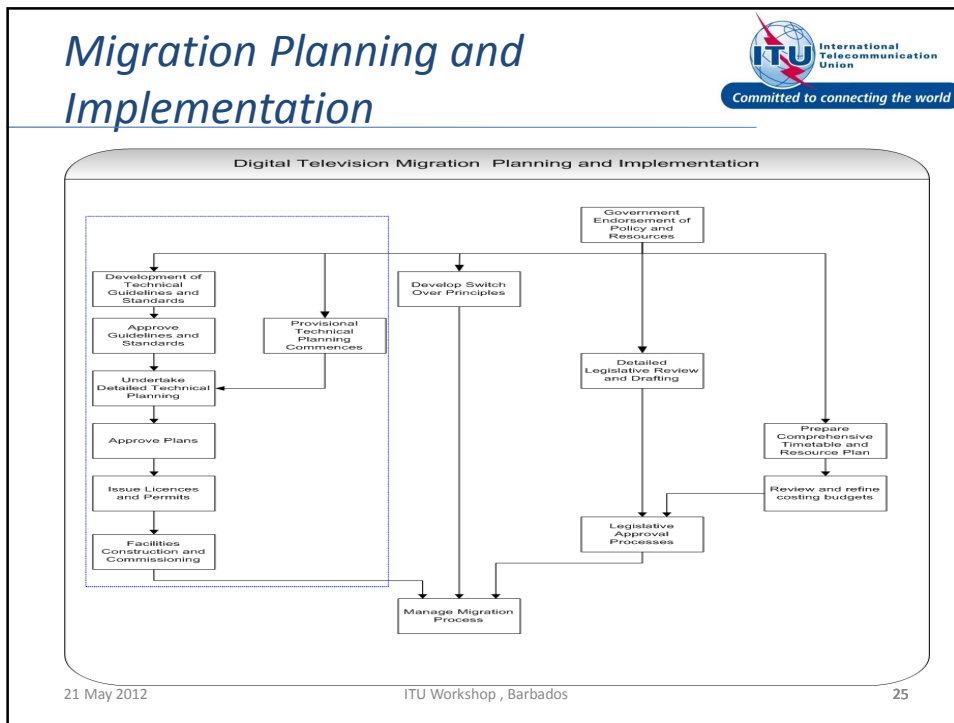 Migration Planning and
Implementation
ITU
International
Telecommunication
Union
Committed to connecting the world
Digital Television Migration Planning and Implementation
Government
Endorsement of
Policy and
Resources
Development of
Technical
Guidelines and
Standards
Develop Switch
Over Principles
Approve
Guidelines and
Standards
Provisional
Technical
Planning
Commences
Undertake
Detailed Technical
Planning
Detailed
Legislative Review
and Drafting
Approve Plans
Prepare
Comprehensive
Timetable and
Resource Plan
Issue Licences
and Permits
Review and refine
costing budgets
Legislative
Approval
Processes
Facilities
Construction and
Commissioning
Manage Migration
Process
21 May 2012
ITU Workshop , Barbados
25